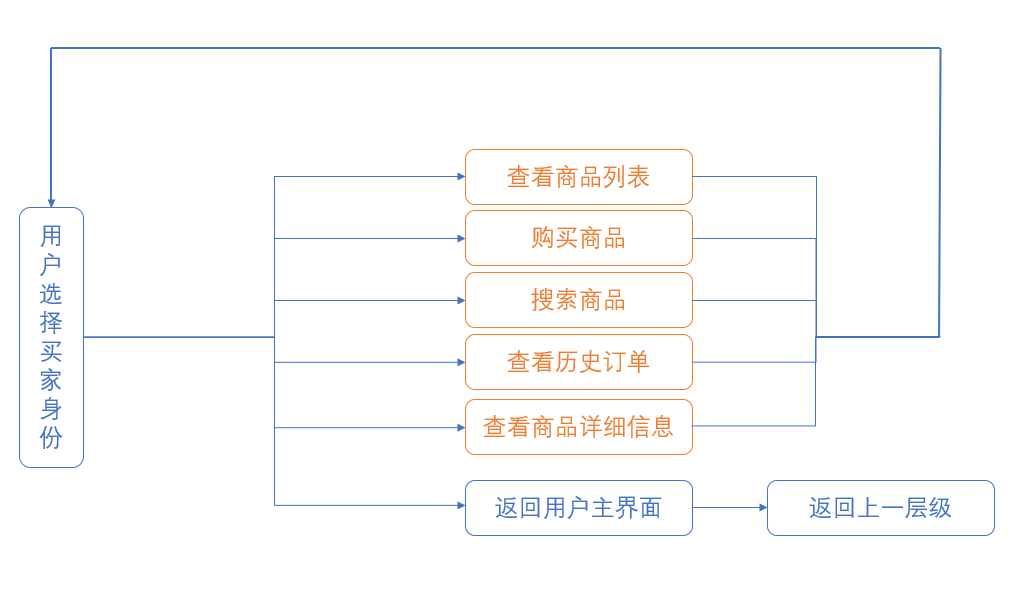 用户选择买家身份
查看商品列表
购买商品
搜索商品
查看历史订单
查看商品详细信息
返回用户主界面
返回上一层级